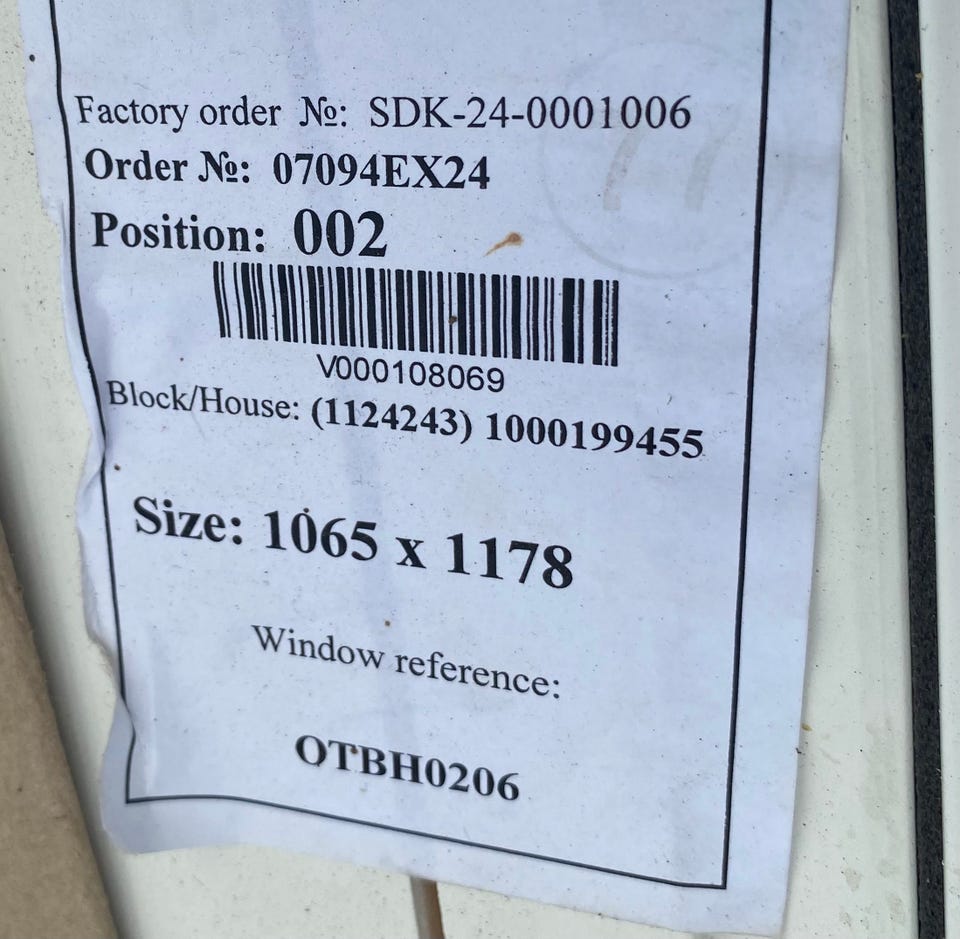 Factory order №: SDK-24-0001006
Order №: 07094EX24
Position: 002
V000108069
Block/House: (1124243) 1000199455
Size: 1065 x 1178
Window reference:
OTBH0206